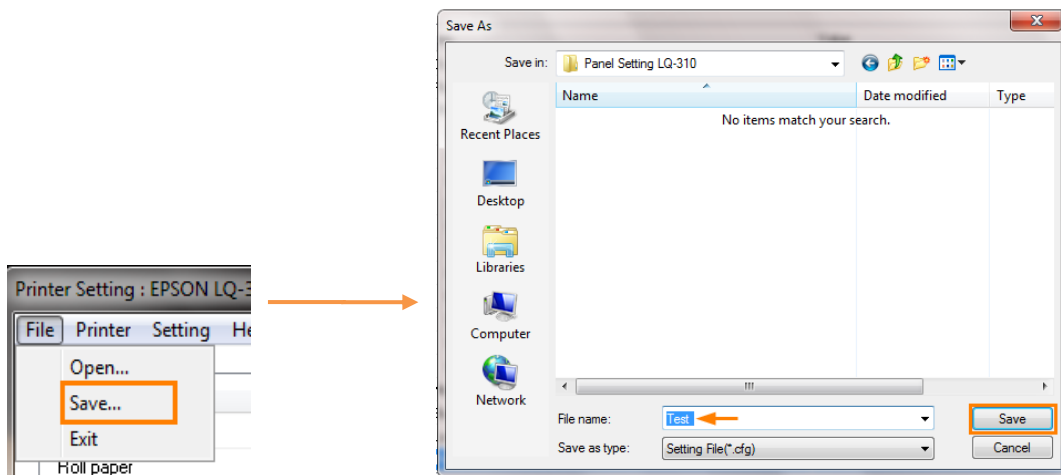 Printer Setting : EPSON LQ-3
File Printer Setting He
Open...
Save...
Exit
Roll paper
Save As
Save in: Panel Setting LQ-310
Name Date modified Type
No items match your search.
Recent Places
Desktop
Libraries
Computer
Network
File name: Test Save
Save as type: Setting File(*.cfg) Cancel